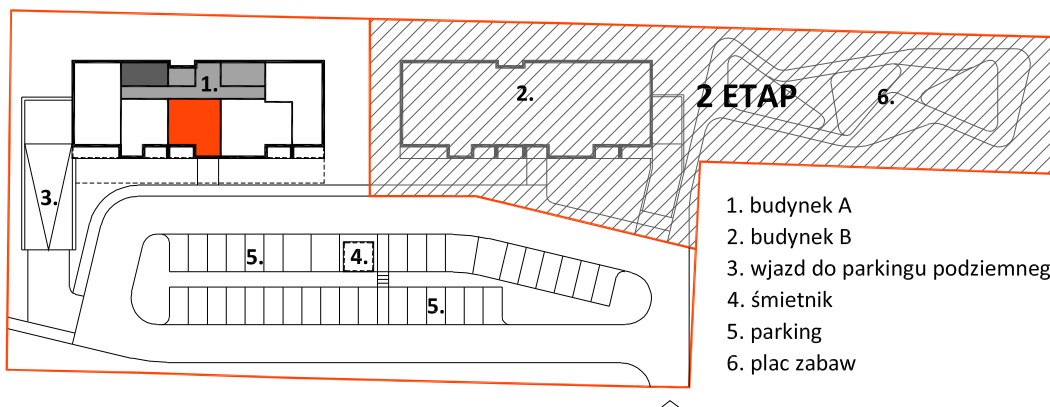 1.
2.
2 ETAP
6.
3.
5.
4.
5.
1. budynek A
2. budynek B
3. wjazd do parkingu podziemneg
4. śmietnik
5. parking
6. plac zabaw